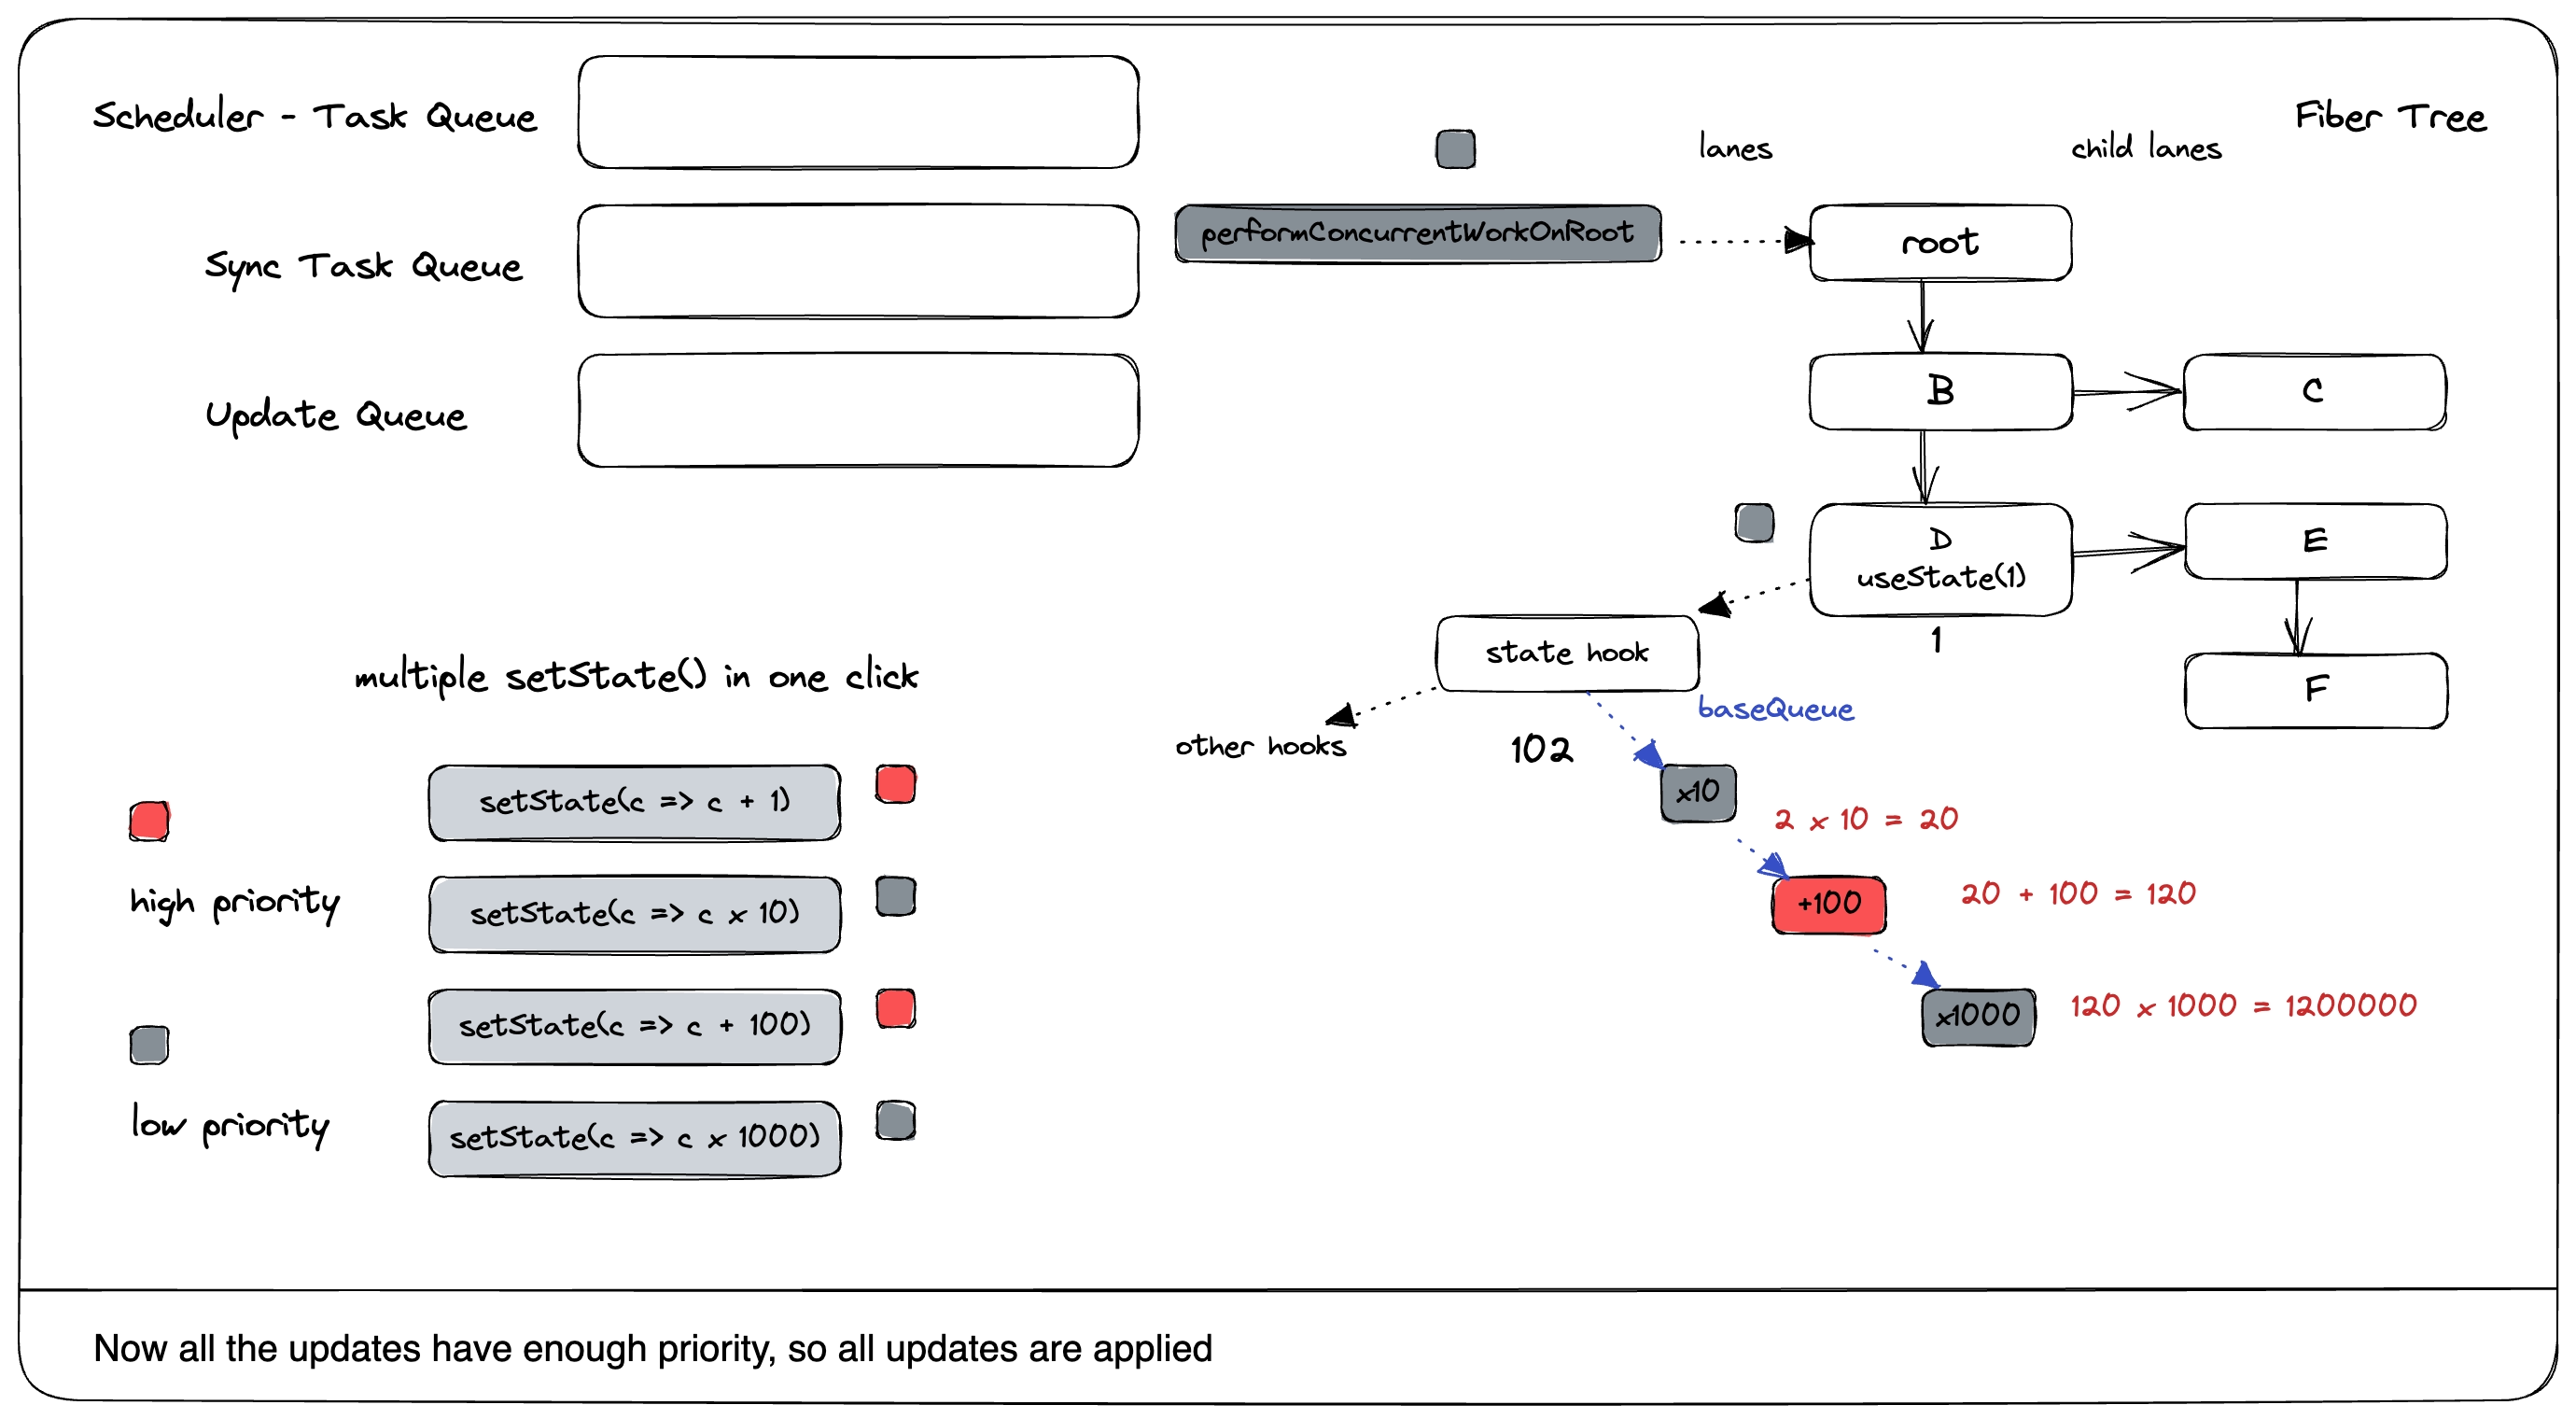 Scheduler - Task Queue
Sync Task Queue
Update Queue
performConcurrentWorkOnRoot
lanes
child lanes
Fiber Tree
root
B
C
D
useState(1)
1
E
F
state hook
other hooks
102
baseQueue
x10
2 x 10 = 20
+100
20 + 100 = 120
x1000
120 x 1000 = 1200000
multiple setState() in one click
high priority
low priority
setState(c => c + 1)
setState(c => c x 10)
setState(c => c + 100)
setState(c => c x 1000)
Now all the updates have enough priority, so all updates are applied